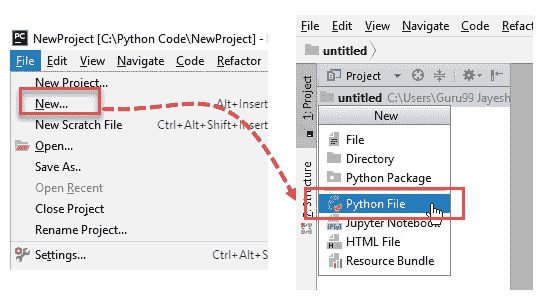 PC NewProject [C:\Python Code\NewProject] -
File Edit View Navigate Code Refactor
New Project...
New... Alt+Insert
New Scratch File Ctrl+Alt+Shift+Insert
Open...
Save As..
Open Recent
Close Project
Rename Project...
Settings... Ctrl+Alt+S
File Edit View Navigate Code Refac
untitled
1: Project
Project
untitled C:\Users\Guru99 Jayesh
New
File
Directory
Python Package
Python File
Jupyter Notebook
HTML File
Resource Bundle
Structure